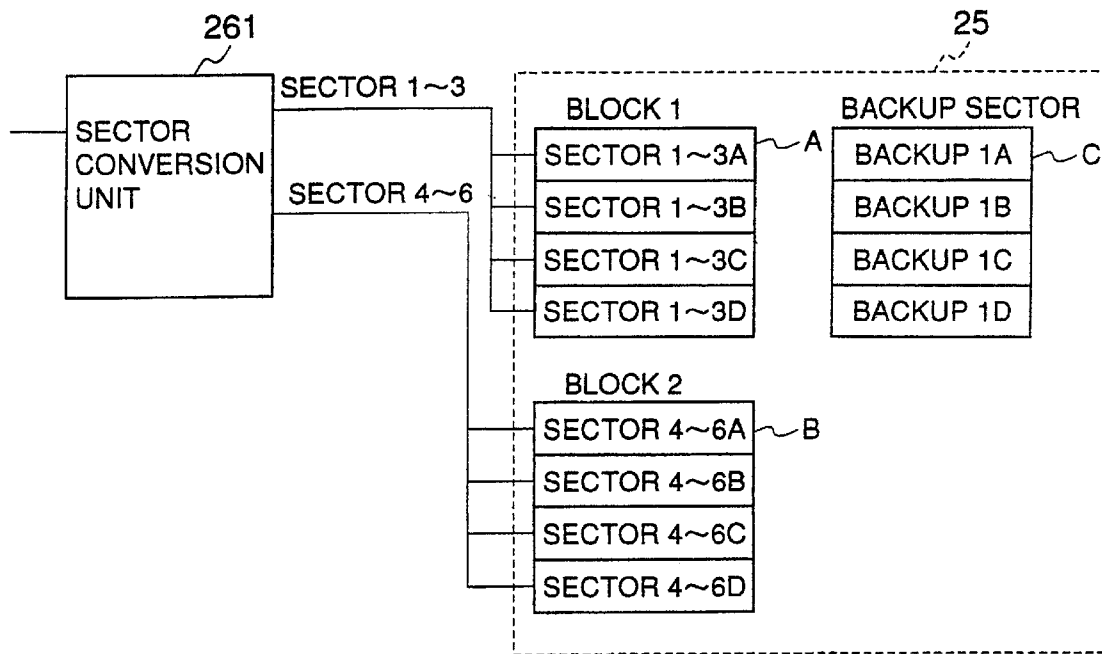 261
25
SECTOR 1~3
SECTOR
CONVERSION
UNIT
SECTOR 4~6
BLOCK 1
SECTOR 1~3A
A
SECTOR 1~3B
SECTOR 1~3C
SECTOR 1~3D
BACKUP SECTOR
BACKUP 1A
C
BACKUP 1B
BACKUP 1C
BACKUP 1D
BLOCK 2
SECTOR 4~6A
B
SECTOR 4~6B
SECTOR 4~6C
SECTOR 4~6D